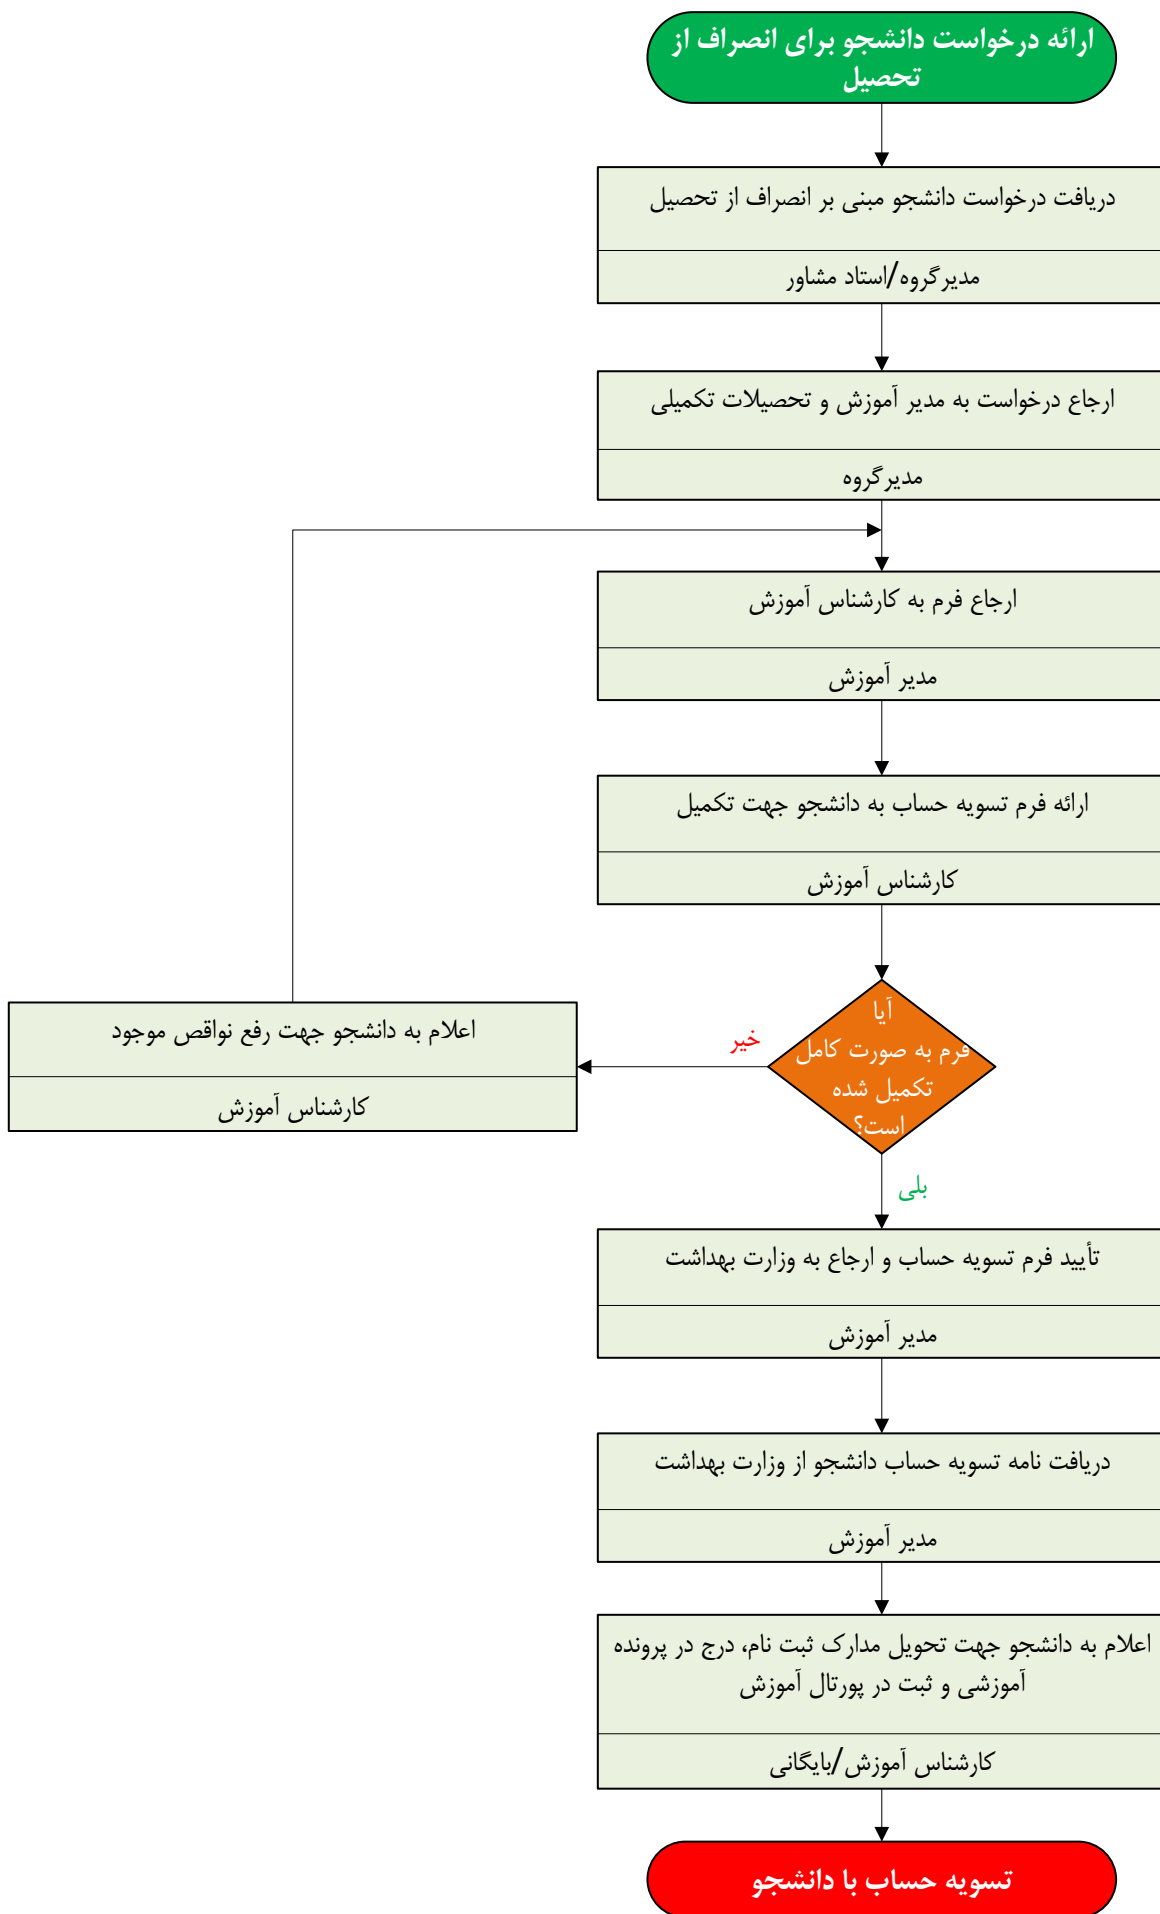 ارائه درخواست دانشجو برای انصراف از
تحصیل
دریافت درخواست دانشجو مبنی بر انصراف از تحصیل
مدیرگروه/استاد مشاور
ارجاع درخواست به مدیر آموزش و تحصیلات تکمیلی
مدیرگروه
ارجاع فرم به کارشناس آموزش
مدیر آموزش
ارائه فرم تسویه حساب به دانشجو جهت تکمیل
کارشناس آموزش
آیا
فرم به صورت کامل
تکمیل شده
است؟
خیر
اعلام به دانشجو جهت رفع نواقص موجود
کارشناس آموزش
بلی
تأیید فرم تسویه حساب و ارجاع به وزارت بهداشت
مدیر آموزش
دریافت نامه تسویه حساب دانشجو از وزارت بهداشت
مدیر آموزش
اعلام به دانشجو جهت تحویل مدارک ثبت نام، درج در پرونده
آموزشی و ثبت در پورتال آموزش
کارشناس آموزش/بایگانی
تسویه حساب با دانشجو